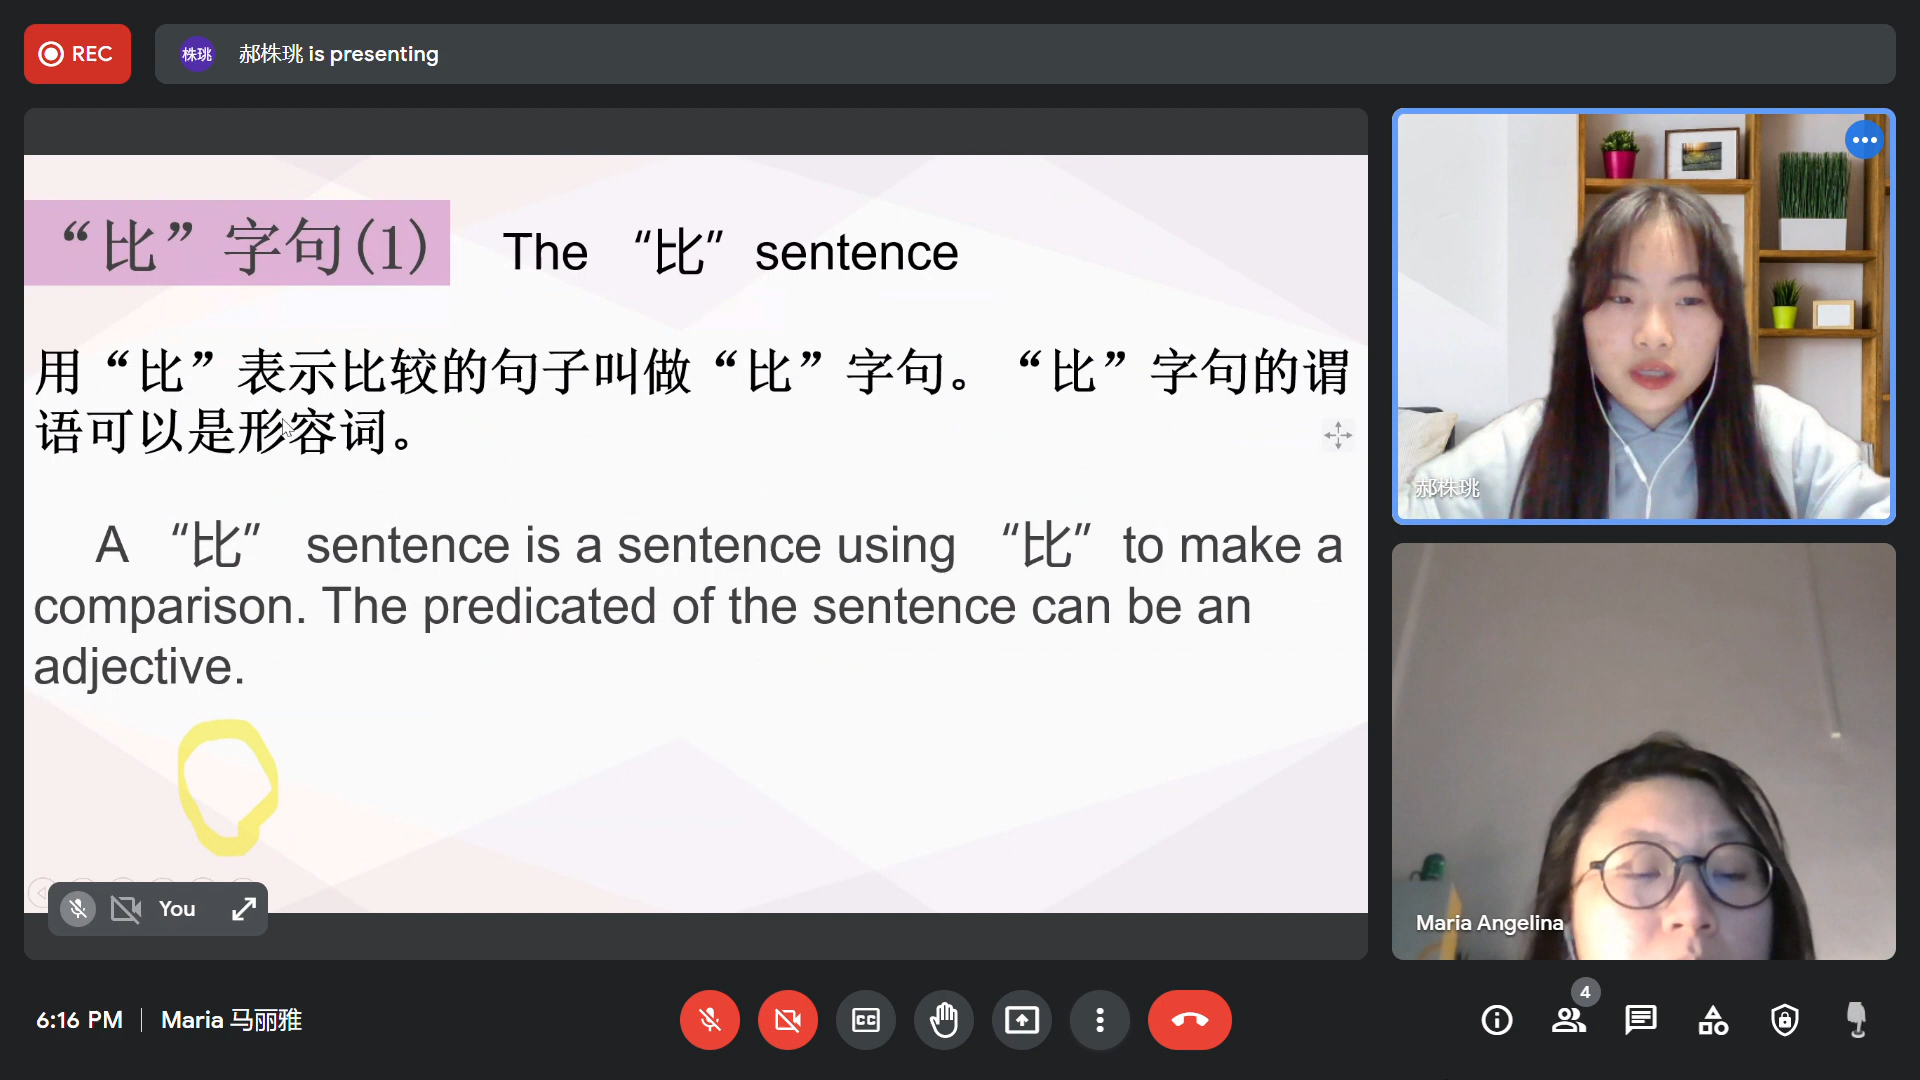 REC
株珧 郝株珧 is presenting
“比”字句(1) The “比” sentence
用“比”表示比较的句子叫做“比”字句。“比”字句的谓
语可以是形容词。
A “比” sentence is a sentence using “比” to make a
comparison. The predicated of the sentence can be an
adjective.
You
郝株珧
Maria Angelina
6:16 PM Maria 马丽雅
CC
4